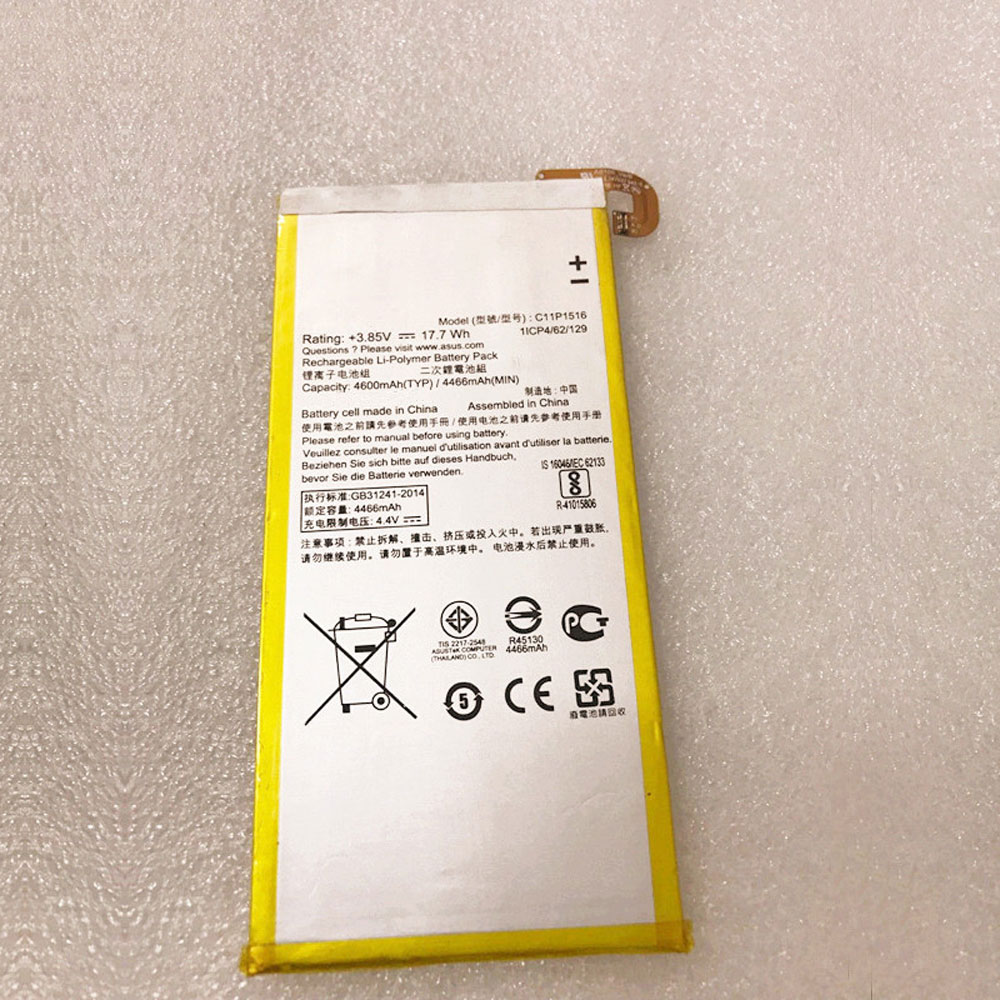 +
−
Model (型號/型号) : C11P1516
Rating: +3.85V ⎓ 17.7 Wh 1ICP4/62/129
Questions ? Please visit www.asus.com
Rechargeable Li-Polymer Battery Pack
锂离子电池组 二次鋰電池組
Capacity: 4600mAh(TYP) / 4466mAh(MIN)
制造地: 中国
Battery cell made in China Assembled in China
使用電池之前請先參考使用手冊 / 使用电池之前请先参考使用手册
Please refer to manual before using battery.
Veuillez consulter le manuel d'utilisation avant d'utiliser la batterie.
Beziehen Sie sich bitte auf dieses Handbuch,
bevor Sie die Batterie verwenden.
IS 16046/IEC 62133
R-41015806
执行标准:GB31241-2014
额定容量: 4466mAh
充电限制电压: 4.4V ⎓
注意事项 : 禁止拆解、撞击、挤压或投入火中。若出现严重鼓胀,
请勿继续使用。请勿置于高温环境中。 电池浸水后禁止使用。
TIS 2217-2548
ASUSTeK COMPUTER
(THAILAND) CO., LTD.
R45130
4466mAh
PC
5
CE
廢電池請回收